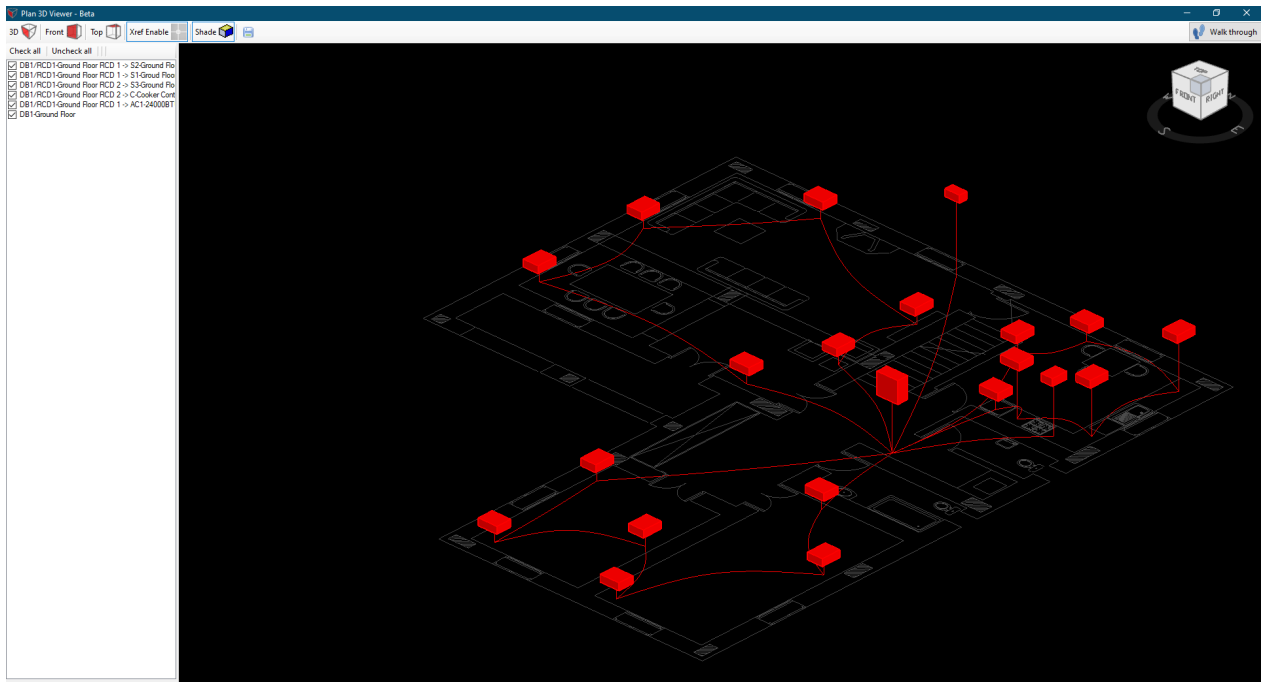 Plan 3D Viewer - Beta
3D Front Top Xref Enable Shade Walk through
Check all Uncheck all
DB1/RCD1-Ground Floor RCD 1 -> S2-Ground Flo
DB1/RCD1-Ground Floor RCD 1 -> S1-Groud Floo
DB1/RCD1-Ground Floor RCD 2 -> S3-Ground Flo
DB1/RCD1-Ground Floor RCD 2 -> C-Cooker Cont
DB1/RCD1-Ground Floor RCD 1 -> AC1-24000BT
DB1-Ground Floor
TOP
FRONT RIGHT
S E